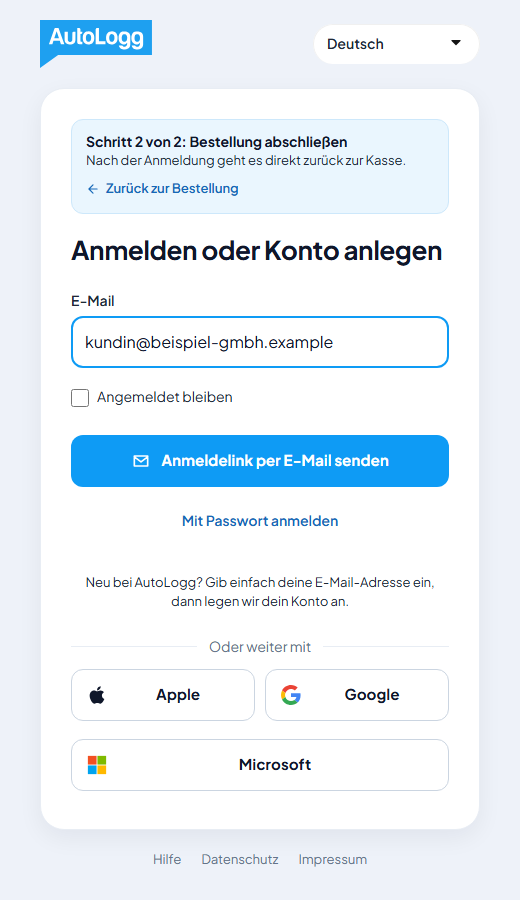 AutoLogg
Deutsch
Schritt 2 von 2: Bestellung abschließen
Nach der Anmeldung geht es direkt zurück zur Kasse.
← Zurück zur Bestellung
Anmelden oder Konto anlegen
E-Mail
kundin@beispiel-gmbh.example
Angemeldet bleiben
Anmeldelink per E-Mail senden
Mit Passwort anmelden
Neu bei AutoLogg? Gib einfach deine E-Mail-Adresse ein,
dann legen wir dein Konto an.
Oder weiter mit
Apple
Google
Microsoft
Hilfe Datenschutz Impressum